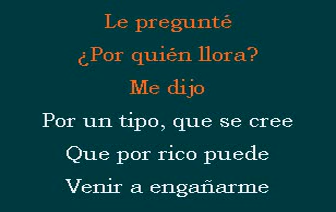 Le pregunté
¿Por quién llora?
Me dijo
Por un tipo, que se cree
Que por rico puede
Venir a engañarme